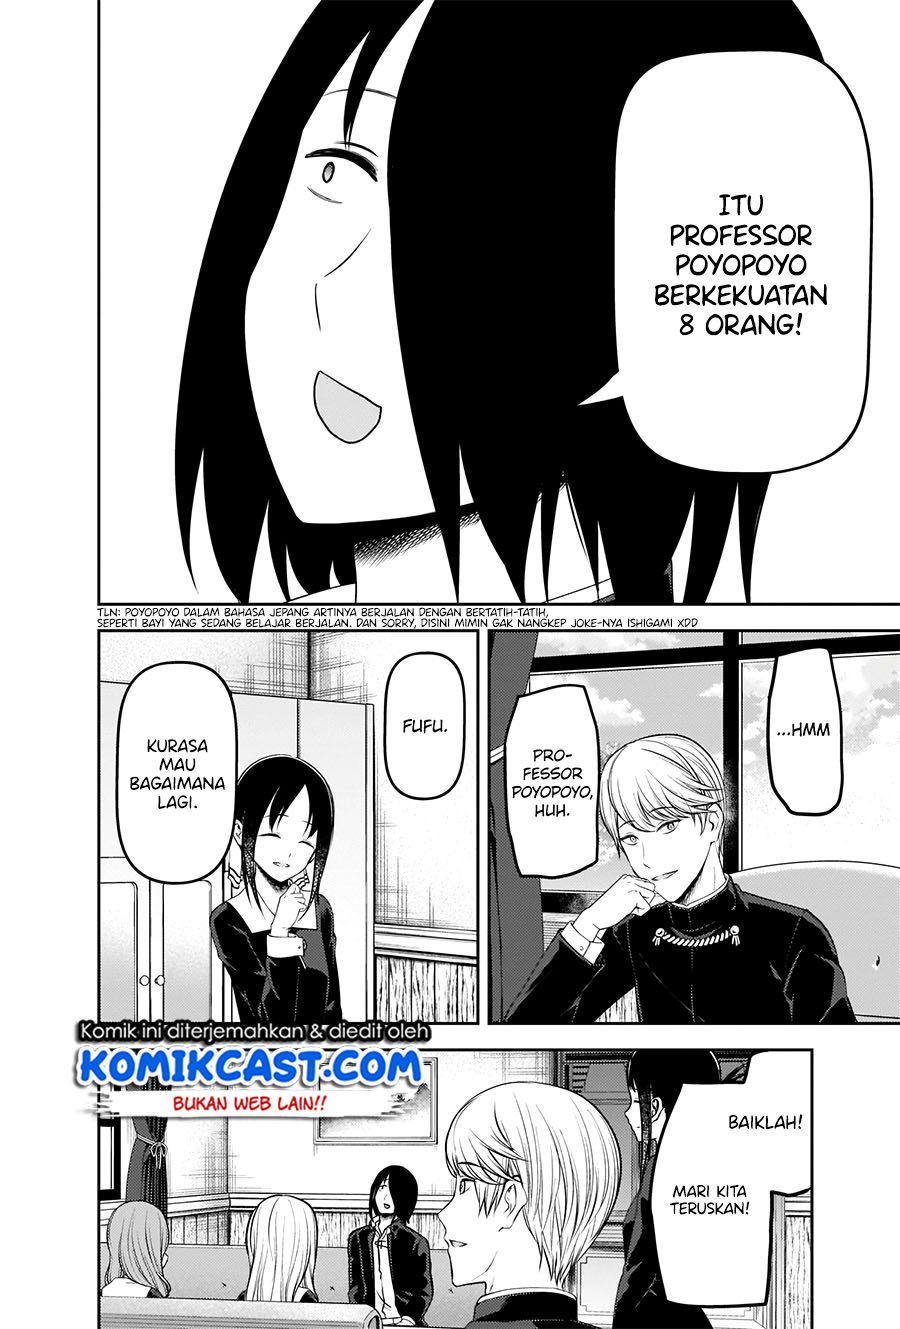 ITU
PROFESSOR
POYOPOYO
BERKEKUATAN
8 ORANG!
TLN: POYOPOYO DALAM BAHASA JEPANG ARTINYA BERJALAN DENGAN BERTATIH-TATIH,
SEPERTI BAYI YANG SEDANG BELAJAR BERJALAN. DAN SORRY, DISINI MIMIN GAK NANGKEP JOKE-NYA ISHIGAMI XDD
...HMM
PRO-
FESSOR
POYOPOYO,
HUH.
FUFU.
KURASA
MAU
BAGAIMANA
LAGI.
Komik ini diterjemahkan & diedit oleh
KOMIKCAST.COM
BUKAN WEB LAIN!!
BAIKLAH!
MARI KITA
TERUSKAN!